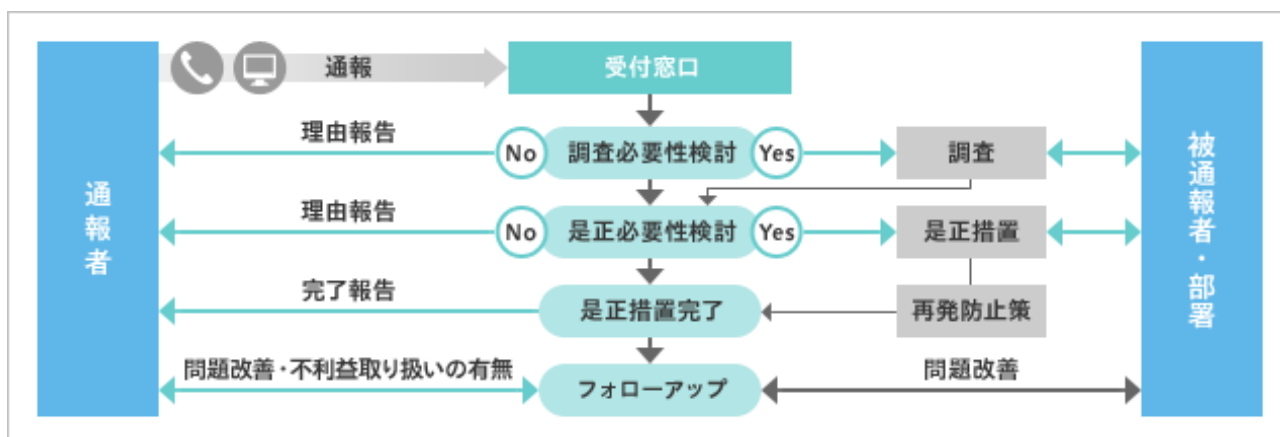 通報
受付窓口
通報者
被通報者・部署
理由報告
No
調査必要性検討
Yes
調査
理由報告
No
是正必要性検討
Yes
是正措置
完了報告
是正措置完了
再発防止策
問題改善・不利益取り扱いの有無
フォローアップ
問題改善